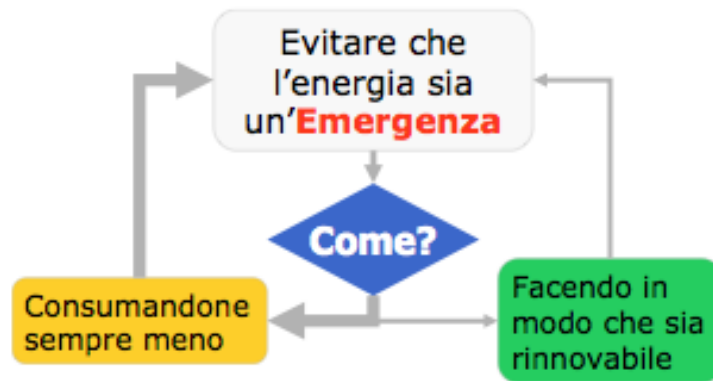 Evitare che
l’energia sia
un’Emergenza
Come?
Consumandone
sempre meno
Facendo in
modo che sia
rinnovabile